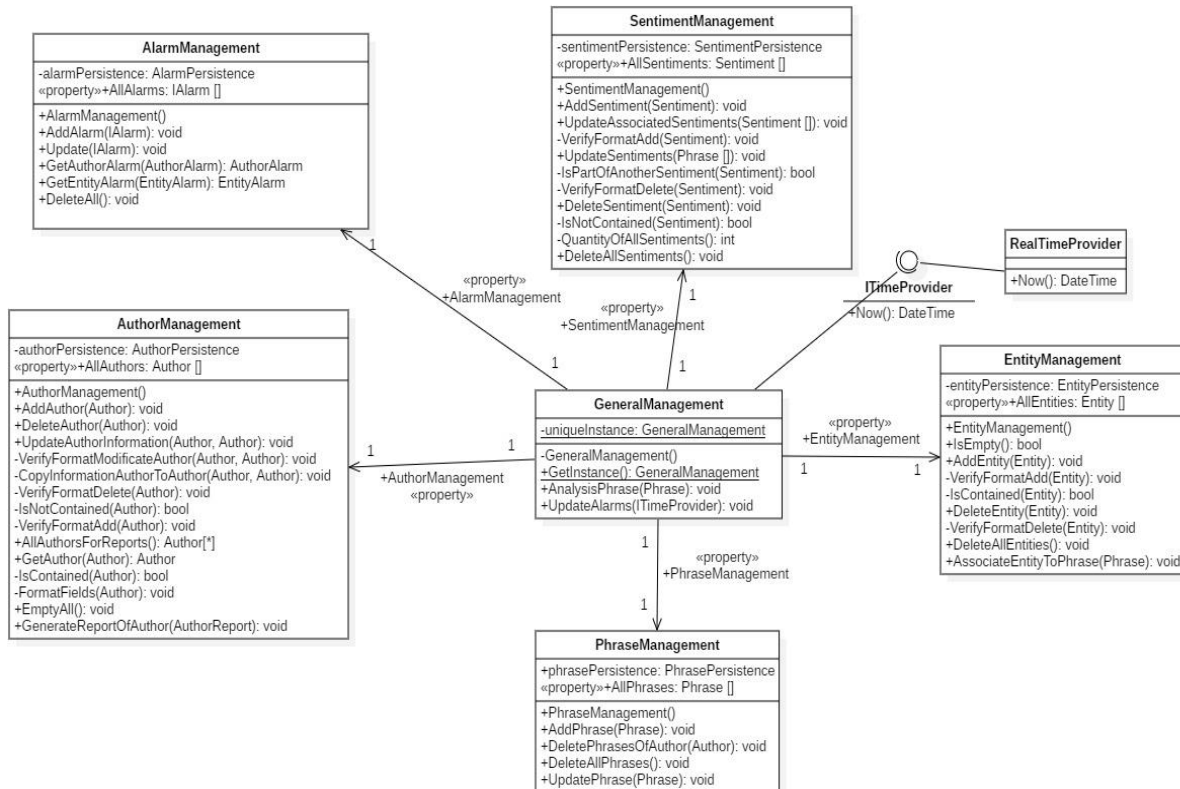 AlarmManagement
-alarmPersistence: AlarmPersistence
«property»+AllAlarms: IAlarm []
+AlarmManagement()
+AddAlarm(IAlarm): void
+Update(IAlarm): void
+GetAuthorAlarm(AuthorAlarm): AuthorAlarm
+GetEntityAlarm(EntityAlarm): EntityAlarm
+DeleteAll(): void
SentimentManagement
-sentimentPersistence: SentimentPersistence
«property»+AllSentiments: Sentiment []
+SentimentManagement()
+AddSentiment(Sentiment): void
+UpdateAssociatedSentiments(Sentiment []): void
-VerifyFormatAdd(Sentiment): void
+UpdateSentiments(Phrase []): void
-IsPartOfAnotherSentiment(Sentiment): bool
-VerifyFormatDelete(Sentiment): void
+DeleteSentiment(Sentiment): void
-IsNotContained(Sentiment): bool
-QuantityOfAllSentiments(): int
+DeleteAllSentiments(): void
RealTimeProvider
+Now(): DateTime
ITimeProvider
+Now(): DateTime
1
«property»
+AlarmManagement
1
1
«property»
+SentimentManagement
1
AuthorManagement
-authorPersistence: AuthorPersistence
«property»+AllAuthors: Author []
+AuthorManagement()
+AddAuthor(Author): void
+DeleteAuthor(Author): void
+UpdateAuthorInformation(Author, Author): void
-VerifyFormatModificateAuthor(Author, Author): void
-CopyInformationAuthorToAuthor(Author, Author): void
-VerifyFormatDelete(Author): void
-IsNotContained(Author): bool
-VerifyFormatAdd(Author): void
+AllAuthorsForReports(): Author[*]
+GetAuthor(Author): Author
-IsContained(Author): bool
-FormatFields(Author): void
+EmptyAll(): void
+GenerateReportOfAuthor(AuthorReport): void
1
1
+AuthorManagement
«property»
GeneralManagement
-uniqueInstance: GeneralManagement
-GeneralManagement()
+GetInstance(): GeneralManagement
+AnalysisPhrase(Phrase): void
+UpdateAlarms(ITimeProvider): void
«property»
+EntityManagement
1
1
EntityManagement
-entityPersistence: EntityPersistence
«property»+AllEntities: Entity []
+EntityManagement()
+IsEmpty(): bool
+AddEntity(Entity): void
-VerifyFormatAdd(Entity): void
-IsContained(Entity): bool
+DeleteEntity(Entity): void
-VerifyFormatDelete(Entity): void
+DeleteAllEntities(): void
+AssociateEntityToPhrase(Phrase): void
1
«property»
+PhraseManagement
1
PhraseManagement
+phrasePersistence: PhrasePersistence
«property»+AllPhrases: Phrase []
+PhraseManagement()
+AddPhrase(Phrase): void
+DeletePhrasesOfAuthor(Author): void
+DeleteAllPhrases(): void
+UpdatePhrase(Phrase): void